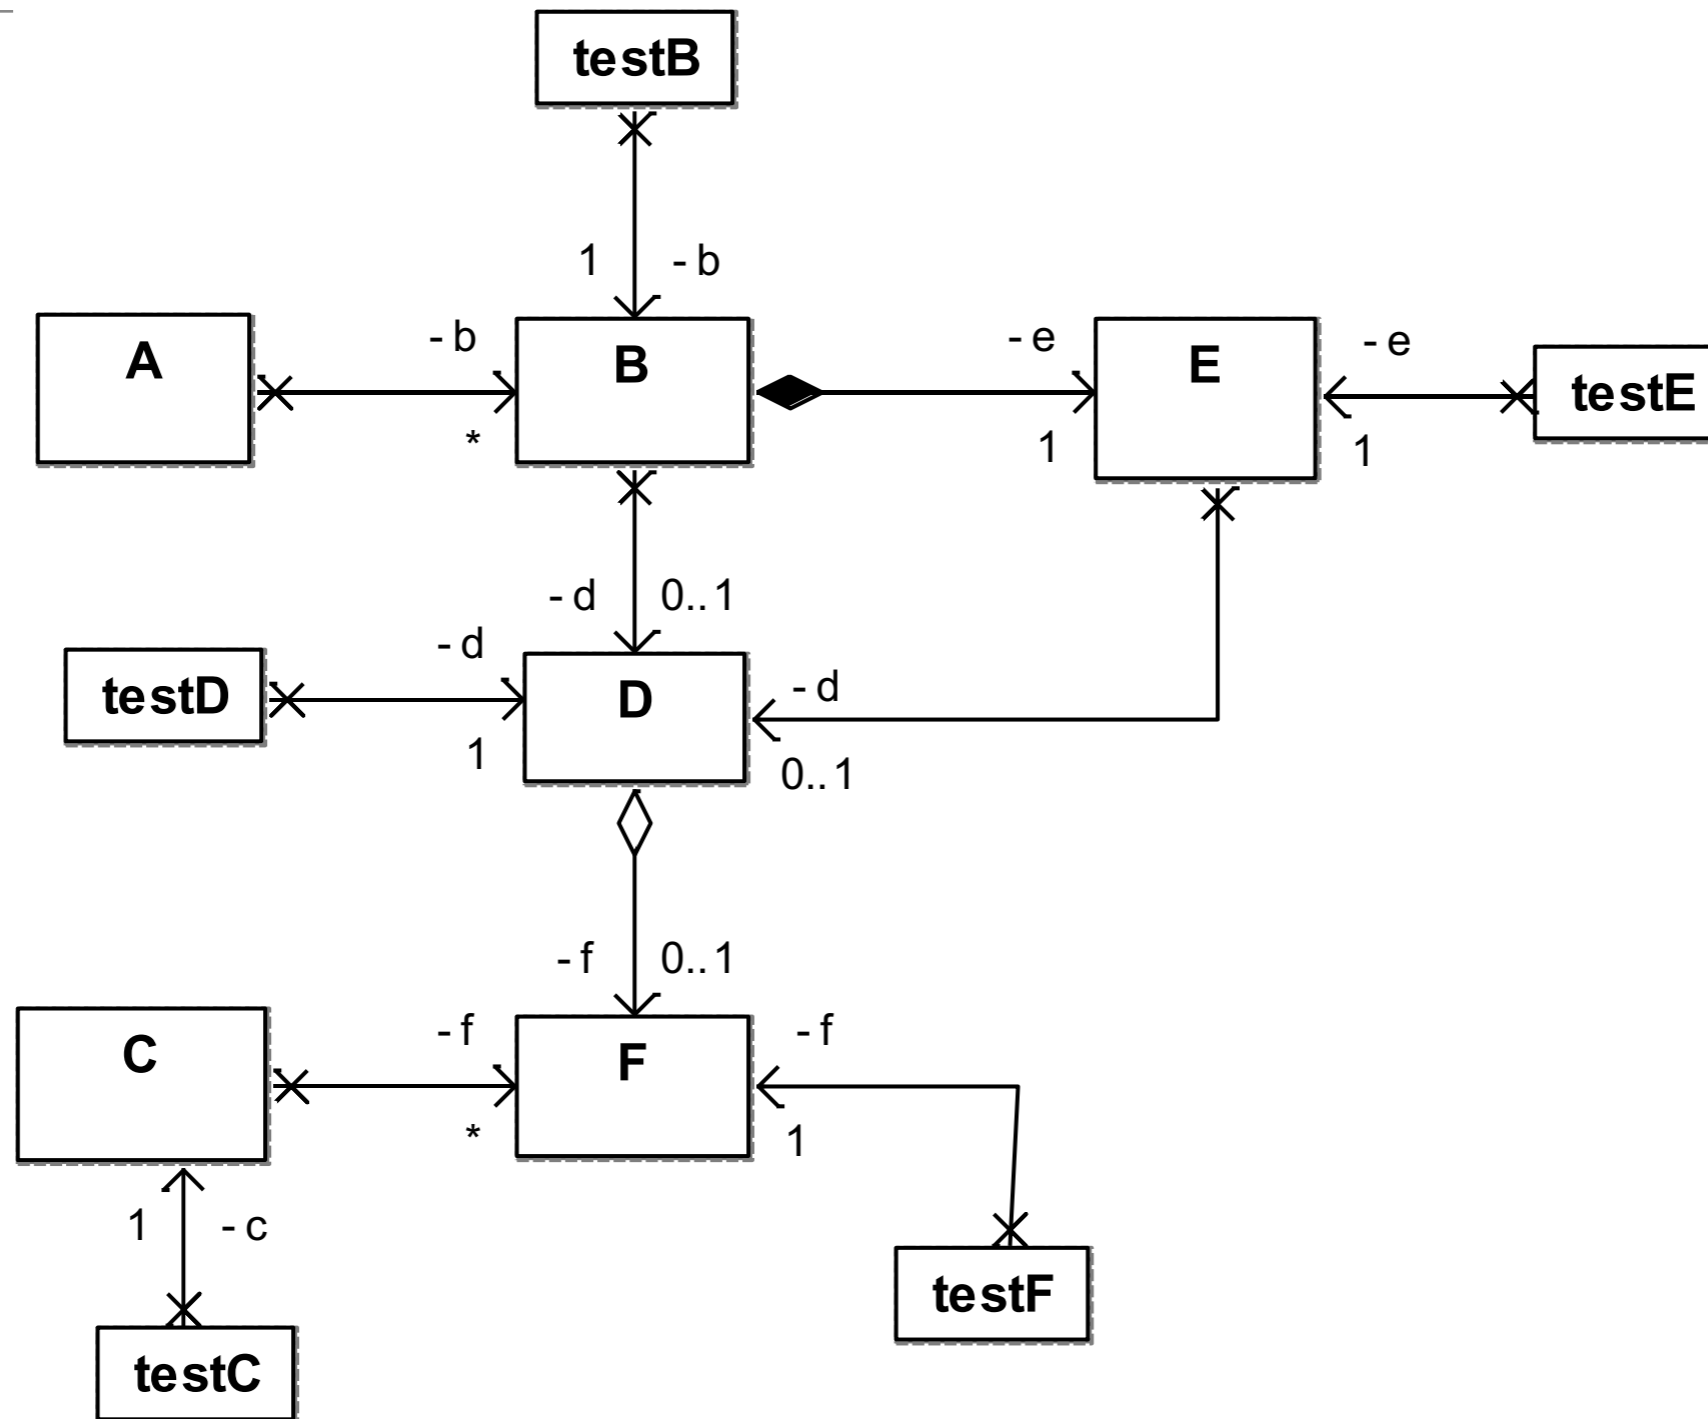 testB
1 - b
A
- b
B
- e
E
- e
testE
*
1
1
- d 0..1
testD
- d
D
- d
1
0..1
- f 0..1
C
- f
F
- f
*
1
1 - c
testF
testC